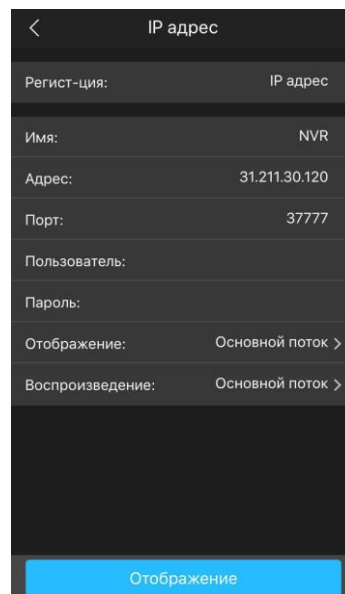 IP адрес
Регист-ция: IP адрес
Имя: NVR
Адрес: 31.211.30.120
Порт: 37777
Пользователь:
Пароль:
Отображение: Основной поток
Воспроизведение: Основной поток
Отображение